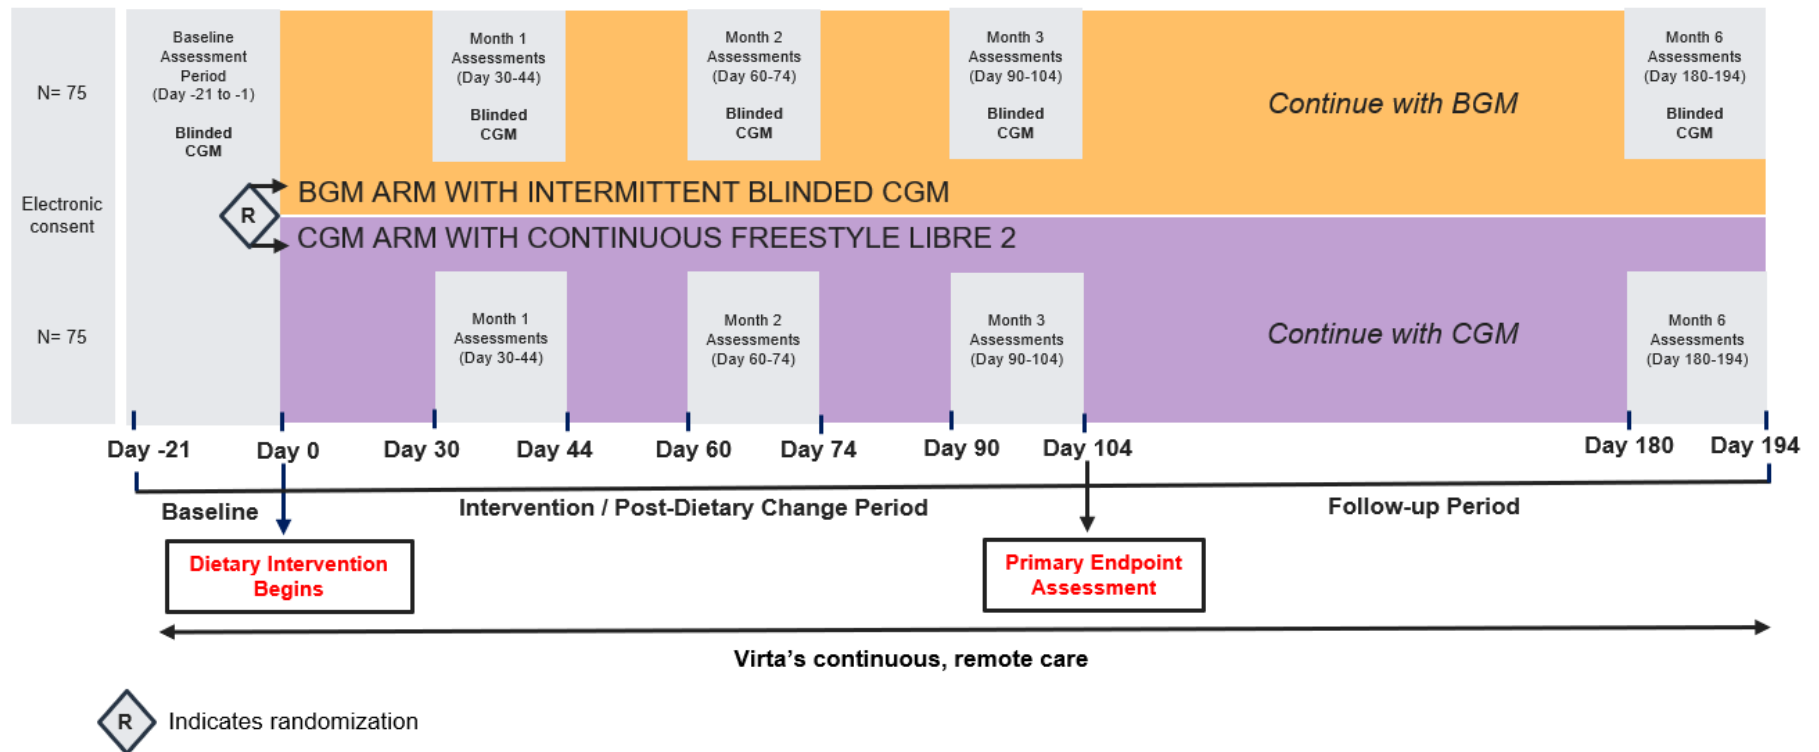 N= 75
Electronic
consent
N= 75
Baseline
Assessment
Period
(Day -21 to -1)
Blinded
CGM
Month 1
Assessments
(Day 30-44)
Blinded
CGM
Month 2
Assessments
(Day 60-74)
Blinded
CGM
Month 3
Assessments
(Day 90-104)
Blinded
CGM
Continue with BGM
Month 6
Assessments
(Day 180-194)
Blinded
CGM
R
BGM ARM WITH INTERMITTENT BLINDED CGM
CGM ARM WITH CONTINUOUS FREESTYLE LIBRE 2
Month 1
Assessments
(Day 30-44)
Month 2
Assessments
(Day 60-74)
Month 3
Assessments
(Day 90-104)
Continue with CGM
Month 6
Assessments
(Day 180-194)
Day -21
Day 0
Day 30
Day 44
Day 60
Day 74
Day 90
Day 104
Day 180
Day 194
Baseline
Intervention / Post-Dietary Change Period
Follow-up Period
Dietary Intervention
Begins
Primary Endpoint
Assessment
Virta's continuous, remote care
R
Indicates randomization